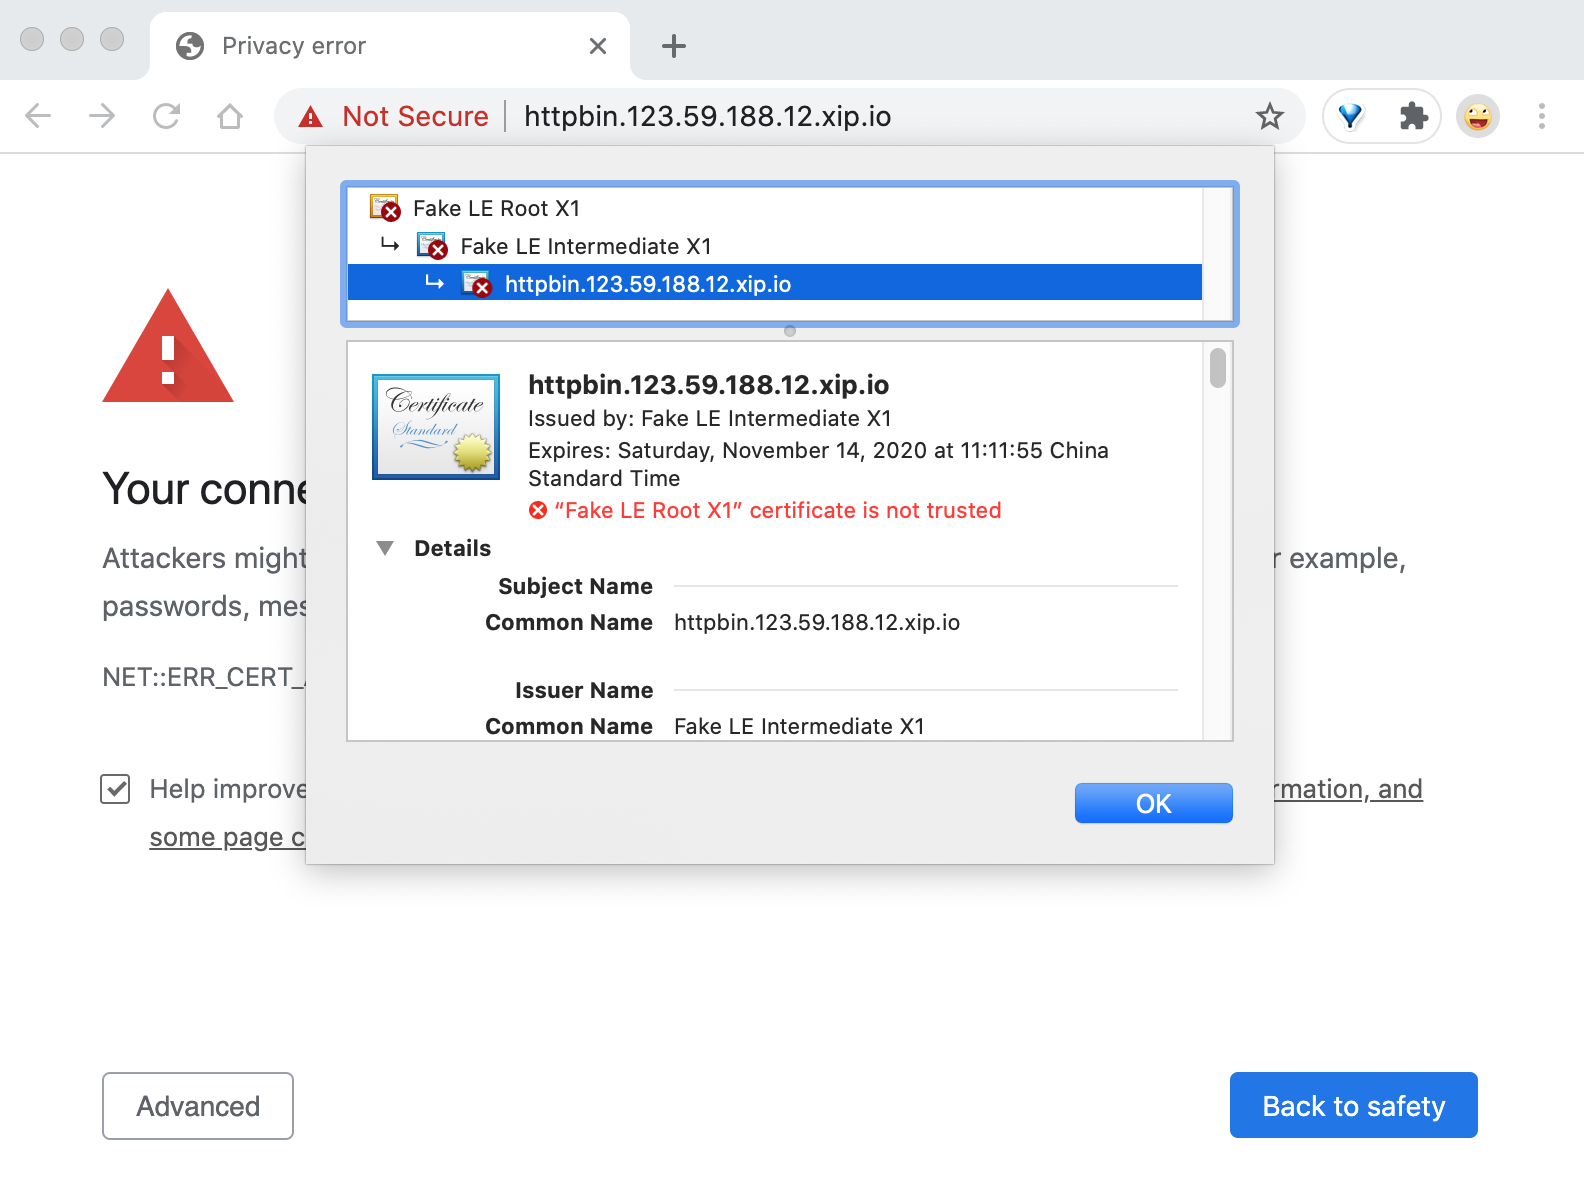 Privacy error
Not Secure
httpbin.123.59.188.12.xip.io
Fake LE Root X1
Fake LE Intermediate X1
httpbin.123.59.188.12.xip.io
Certificate
Standard
httpbin.123.59.188.12.xip.io
Issued by: Fake LE Intermediate X1
Expires: Saturday, November 14, 2020 at 11:11:55 China
Standard Time
“Fake LE Root X1” certificate is not trusted
Details
Subject Name
Common Name httpbin.123.59.188.12.xip.io
Issuer Name
Common Name Fake LE Intermediate X1
OK
Your conne
Attackers might r example,
passwords, mes
NET::ERR_CERT_
Help improve rmation, and
some page c
Advanced
Back to safety